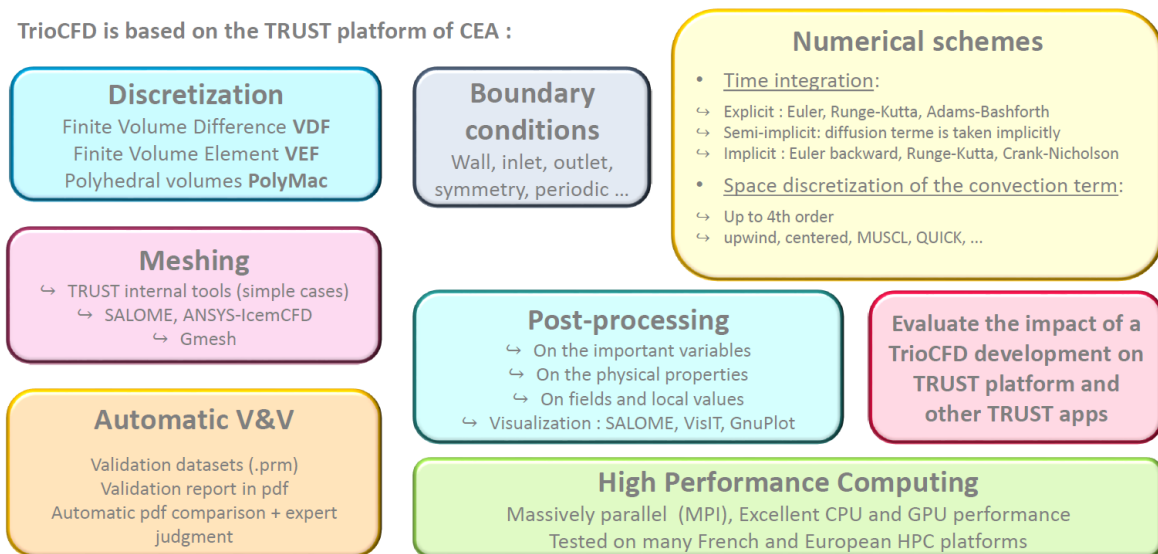 TrioCFD is based on the TRUST platform of CEA :
Discretization
Finite Volume Difference VDF
Finite Volume Element VEF
Polyhedral volumes PolyMac
Boundary
conditions
Wall, inlet, outlet,
symmetry, periodic ...
Numerical schemes
• Time integration:
↪ Explicit : Euler, Runge-Kutta, Adams-Bashforth
↪ Semi-implicit: diffusion terme is taken implicitly
↪ Implicit : Euler backward, Runge-Kutta, Crank-Nicholson
• Space discretization of the convection term:
↪ Up to 4th order
↪ upwind, centered, MUSCL, QUICK, ...
Meshing
↪ TRUST internal tools (simple cases)
↪ SALOME, ANSYS-IcemCFD
↪ Gmesh
Post-processing
↪ On the important variables
↪ On the physical properties
↪ On fields and local values
↪ Visualization : SALOME, VisIT, GnuPlot
Evaluate the impact of a
TrioCFD development on
TRUST platform and
other TRUST apps
Automatic V&V
Validation datasets (.prm)
Validation report in pdf
Automatic pdf comparison + expert
judgment
High Performance Computing
Massively parallel (MPI), Excellent CPU and GPU performance
Tested on many French and European HPC platforms